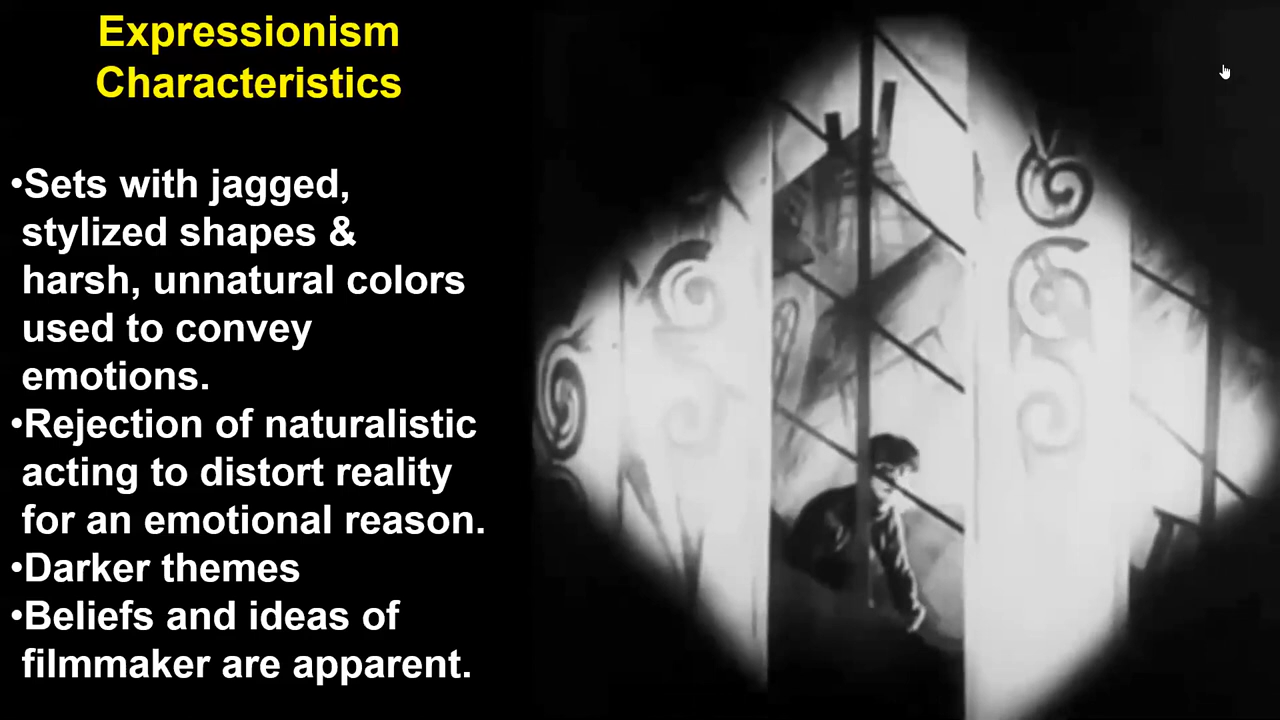 Expressionism
Characteristics
•Sets with jagged,
stylized shapes &
harsh, unnatural colors
used to convey
emotions.
•Rejection of naturalistic
acting to distort reality
for an emotional reason.
•Darker themes
•Beliefs and ideas of
filmmaker are apparent.